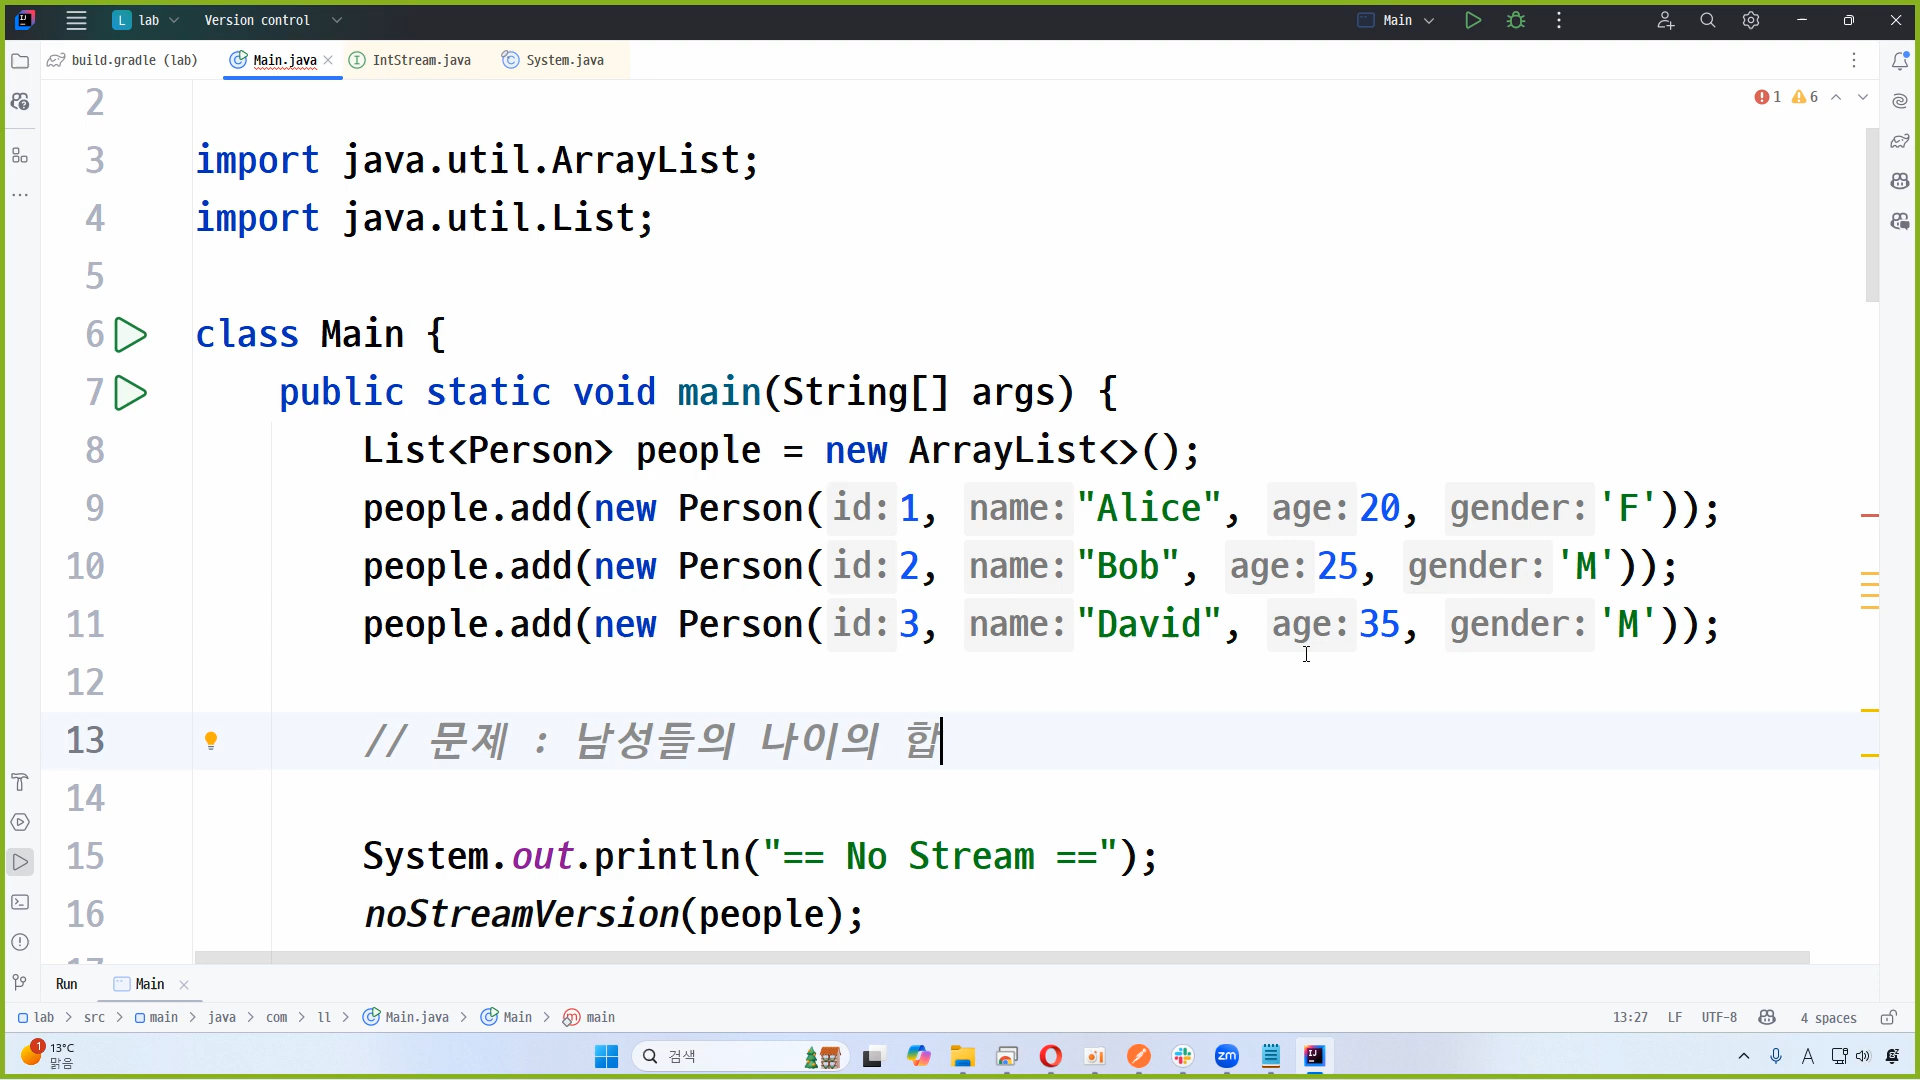 L lab Version control Main
build.gradle (lab) Main.java IntStream.java System.java
1 6
2
3 import java.util.ArrayList;
4 import java.util.List;
5
6 class Main {
7 public static void main(String[] args) {
8 List<Person> people = new ArrayList<>();
9 people.add(new Person( id: 1, name: "Alice", age: 20, gender: 'F'));
10 people.add(new Person( id: 2, name: "Bob", age: 25, gender: 'M'));
11 people.add(new Person( id: 3, name: "David", age: 35, gender: 'M'));
12
13 // 문제 : 남성들의 나이의 합
14
15 System.out.println("== No Stream ==");
16 noStreamVersion(people);
17
Run Main
lab > src > main > java > com > ll > Main.java > Main > main 13:27 LF UTF-8 4 spaces
1 13°C
맑음
검색
zm
A